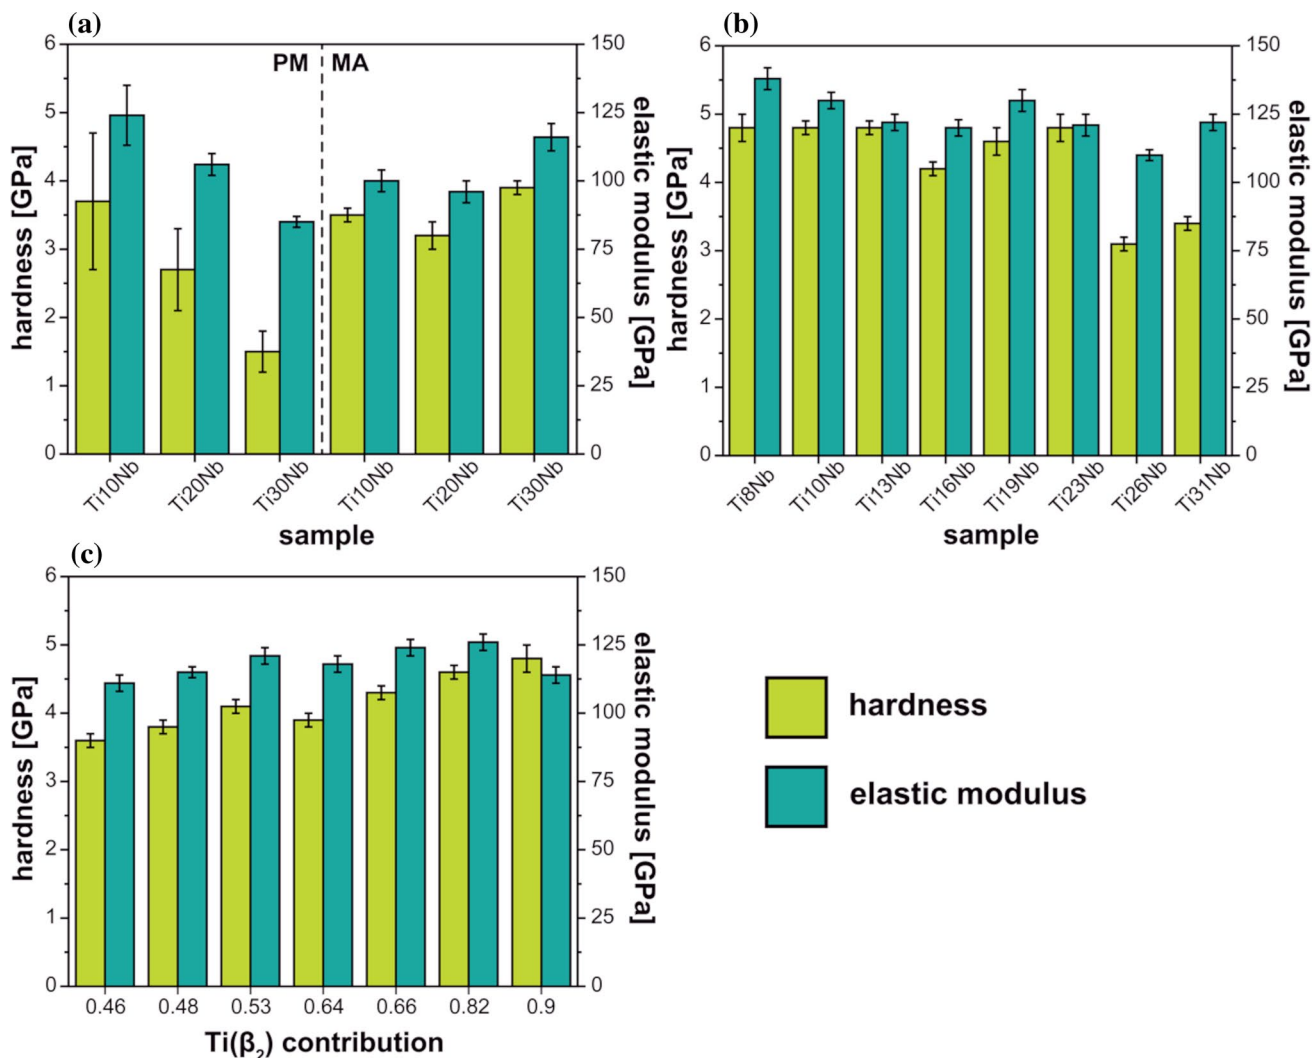 (a)
PM MA
hardness [GPa]
6
5
4
3
2
1
0
150
125
100
75
50
25
0
elastic modulus [GPa]
Ti10Nb Ti20Nb Ti30Nb Ti10Nb Ti20Nb Ti30Nb
sample
(b)
hardness [GPa]
6
5
4
3
2
1
0
150
125
100
75
50
25
0
elastic modulus [GPa]
Ti8Nb Ti10Nb Ti13Nb Ti16Nb Ti19Nb Ti23Nb Ti26Nb Ti31Nb
sample
(c)
hardness [GPa]
6
5
4
3
2
1
0
150
125
100
75
50
25
0
elastic modulus [GPa]
0.46 0.48 0.53 0.64 0.66 0.82 0.9
Ti(β₂) contribution
hardness
elastic modulus